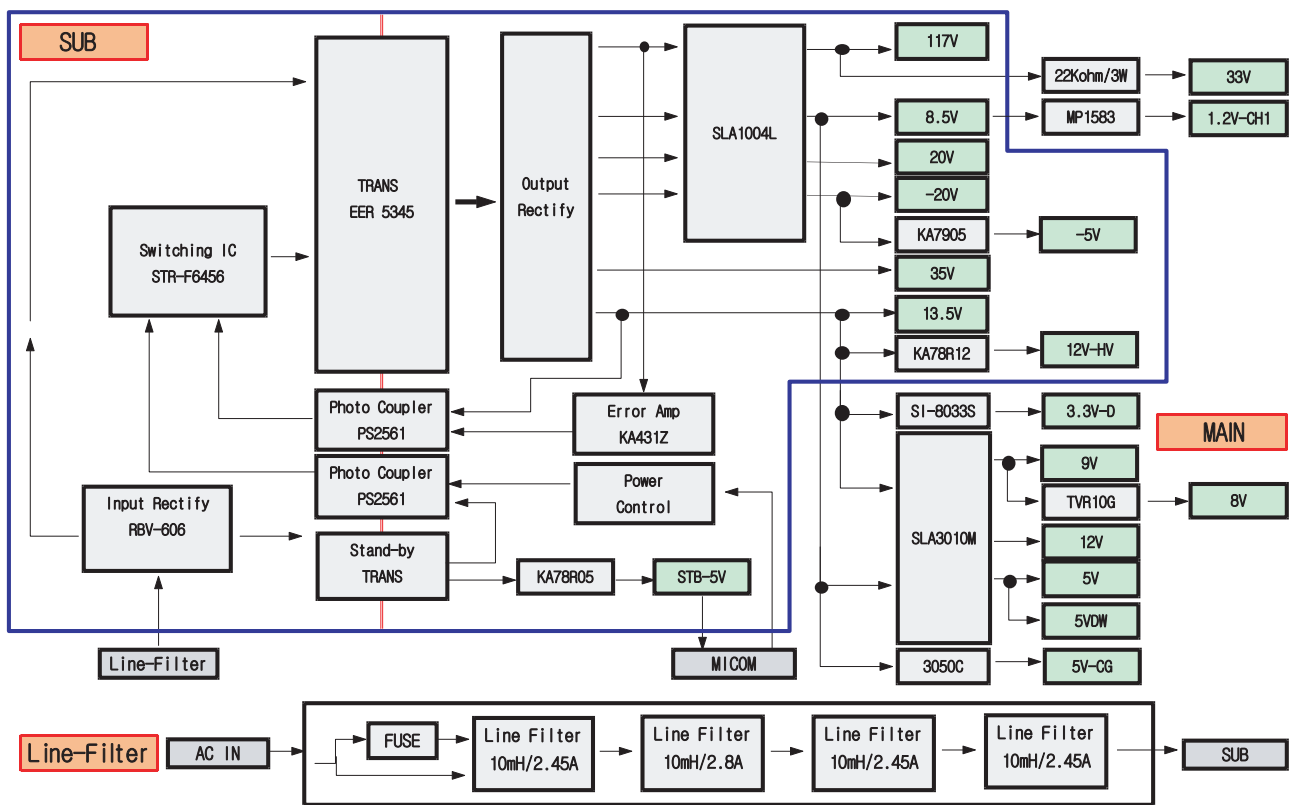 SUB
TRANS
EER 5345
Output
Rectify
SLA1004L
117V
22Kohm/3W
33V
8.5V
MP1583
1.2V-CH1
20V
-20V
KA7905
-5V
35V
13.5V
KA78R12
12V-HV
Switching IC
STR-F6456
Photo Coupler
PS2561
Error Amp
KA431Z
SI-8033S
3.3V-D
MAIN
Photo Coupler
PS2561
Power
Control
Input Rectify
RBV-606
Stand-by
TRANS
KA78R05
STB-5V
SLA3010M
9V
TVR10G
8V
12V
5V
5VDW
Line-Filter
MICOM
3050C
5V-CG
Line-Filter
AC IN
FUSE
Line Filter
10mH/2.45A
Line Filter
10mH/2.8A
Line Filter
10mH/2.45A
Line Filter
10mH/2.45A
SUB